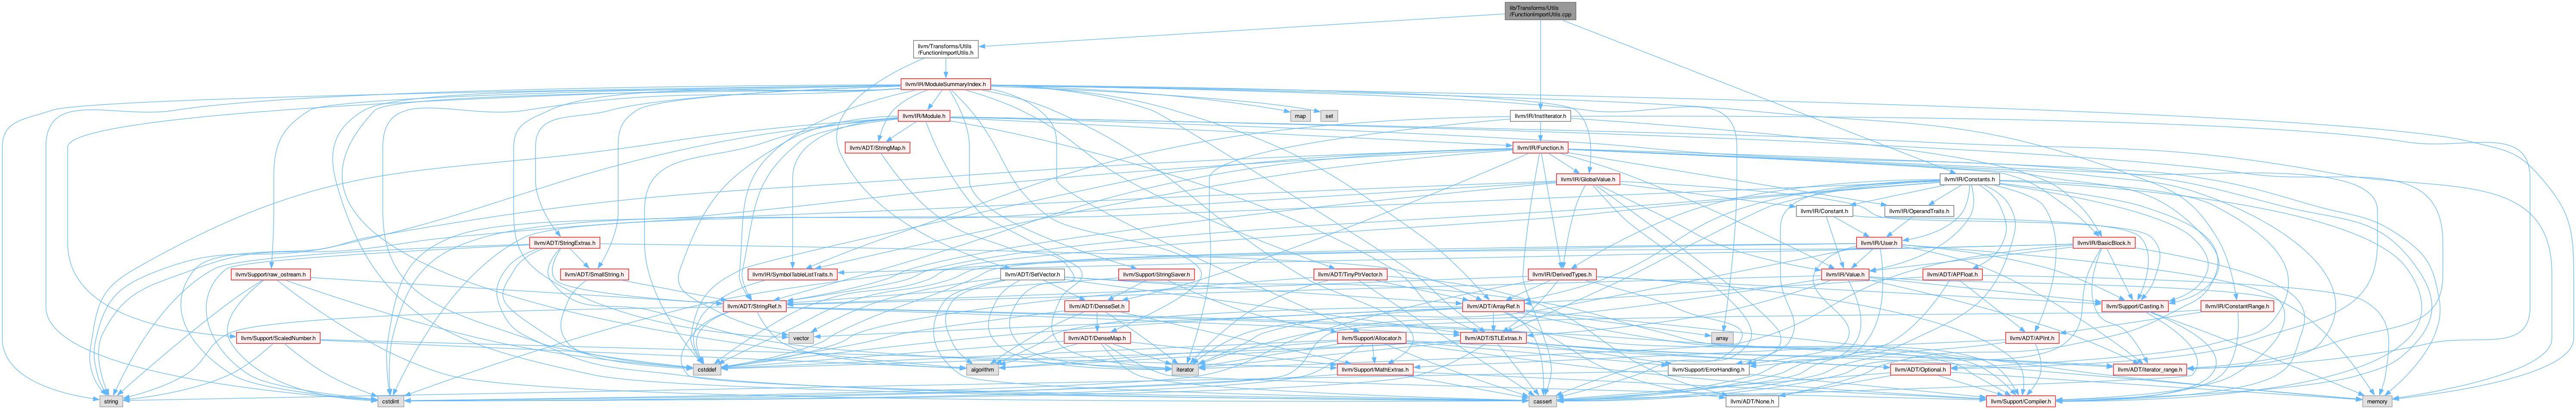 lib/Transforms/Utils
/FunctionImportUtils.cpp
llvm/Transforms/Utils
/FunctionImportUtils.h
llvm/IR/ModuleSummaryIndex.h
llvm/IR/Module.h
map
set
llvm/IR/InstIterator.h
llvm/ADT/StringMap.h
llvm/IR/Function.h
llvm/IR/GlobalValue.h
llvm/IR/Constants.h
llvm/IR/Constant.h
llvm/IR/OperandTraits.h
llvm/ADT/StringExtras.h
llvm/IR/User.h
llvm/IR/BasicBlock.h
llvm/Support/raw_ostream.h
llvm/ADT/SmallString.h
llvm/IR/SymbolTableListTraits.h
llvm/ADT/SetVector.h
llvm/Support/StringSaver.h
llvm/ADT/TinyPtrVector.h
llvm/IR/DerivedTypes.h
llvm/IR/Value.h
llvm/ADT/APFloat.h
llvm/ADT/StringRef.h
llvm/ADT/DenseSet.h
llvm/ADT/ArrayRef.h
llvm/Support/Casting.h
llvm/IR/ConstantRange.h
llvm/Support/ScaledNumber.h
vector
llvm/ADT/DenseMap.h
llvm/Support/Allocator.h
llvm/ADT/STLExtras.h
array
llvm/ADT/APInt.h
cstddef
algorithm
iterator
llvm/Support/MathExtras.h
llvm/Support/ErrorHandling.h
llvm/ADT/Optional.h
llvm/ADT/iterator_range.h
string
cstdint
cassert
llvm/ADT/None.h
llvm/Support/Compiler.h
memory